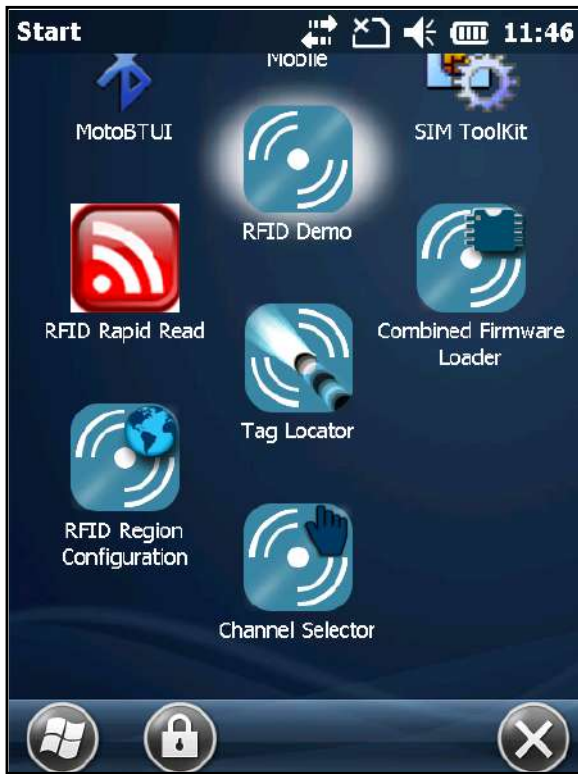 Start
11:46
Mobile
MotoBTUI
SIM ToolKit
RFID Demo
RFID Rapid Read
Combined Firmware
Loader
Tag Locator
RFID Region
Configuration
Channel Selector